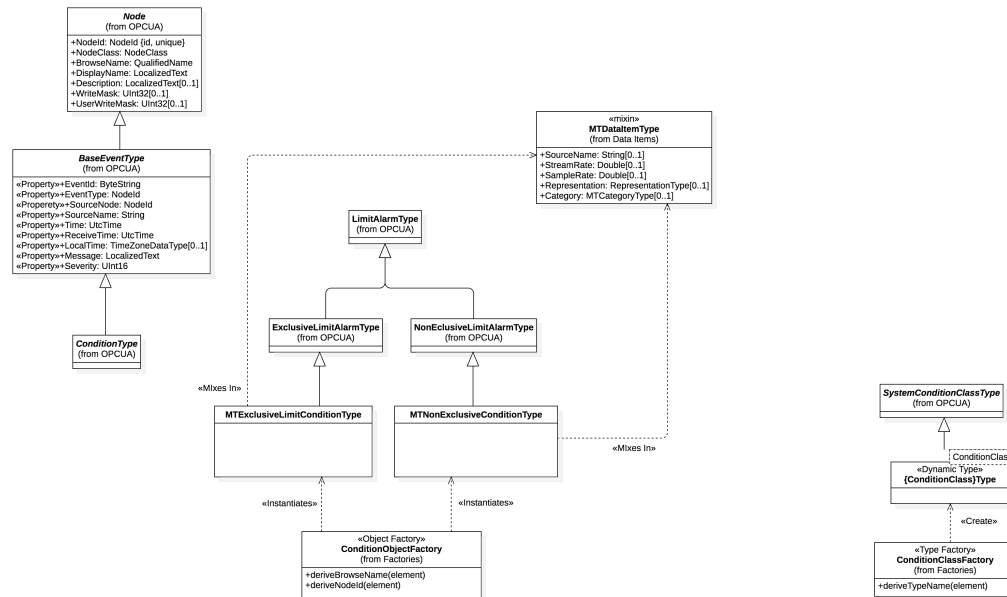 Node
(from OPCUA)
+NodeId: NodeId {id, unique}
+NodeClass: NodeClass
+BrowseName: QualifiedName
+DisplayName: LocalizedText
+Description: LocalizedText[0..1]
+WriteMask: UInt32[0..1]
+UserWriteMask: UInt32[0..1]
BaseEventType
(from OPCUA)
«Property»+EventId: ByteString
«Property»+EventType: NodeId
«Properety»+SourceNode: NodeId
«Property»+SourceName: String
«Property»+Time: UtcTime
«Property»+ReceiveTime: UtcTime
«Property»+LocalTime: TimeZoneDataType[0..1]
«Property»+Message: LocalizedText
«Property»+Severity: UInt16
ConditionType
(from OPCUA)
«mixin»
MTDataItemType
(from Data Items)
+SourceName: String[0..1]
+StreamRate: Double[0..1]
+SampleRate: Double[0..1]
+Representation: RepresentationType[0..1]
+Category: MTCategoryType[0..1]
LimitAlarmType
(from OPCUA)
ExclusiveLimitAlarmType
(from OPCUA)
NonEclusiveLimitAlarmType
(from OPCUA)
«MIxes In»
MTExclusiveLimitConditionType
MTNonExclusiveConditionType
«MIxes In»
«Instantiates»
«Instantiates»
«Object Factory»
ConditionObjectFactory
(from Factories)
+deriveBrowseName(element)
+deriveNodeId(element)
SystemConditionClassType
(from OPCUA)
ConditionClas
«Dynamic Type»
{ConditionClass}Type
«Create»
«Type Factory»
ConditionClassFactory
(from Factories)
+deriveTypeName(element)